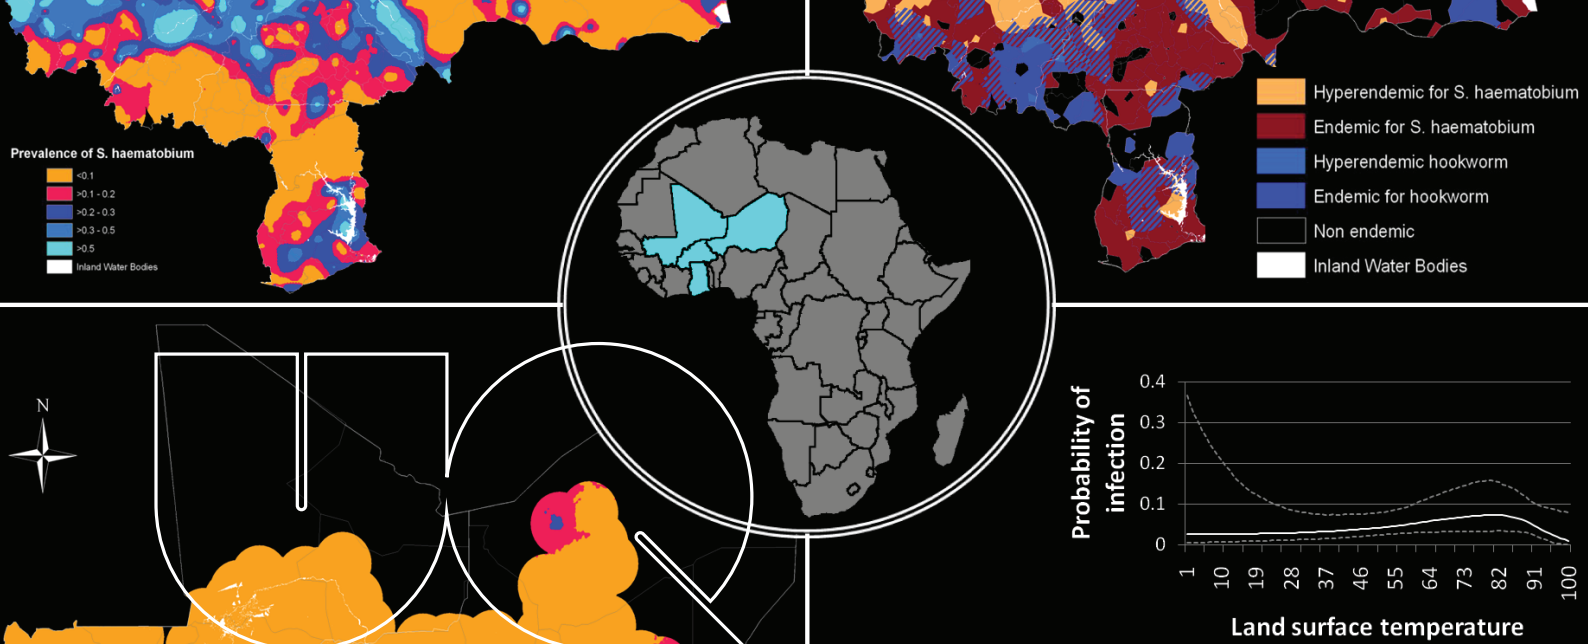 Prevalence of S. haematobium
<0.1
>0.1 - 0.2
>0.2 - 0.3
>0.3 - 0.5
>0.5
Inland Water Bodies
Hyperendemic for S. haematobium
Endemic for S. haematobium
Hyperendemic hookworm
Endemic for hookworm
Non endemic
Inland Water Bodies
N
UQ
Probability of
infection
0.4
0.3
0.2
0.1
0
1 10 19 28 37 46 55 64 73 82 91 100
Land surface temperature